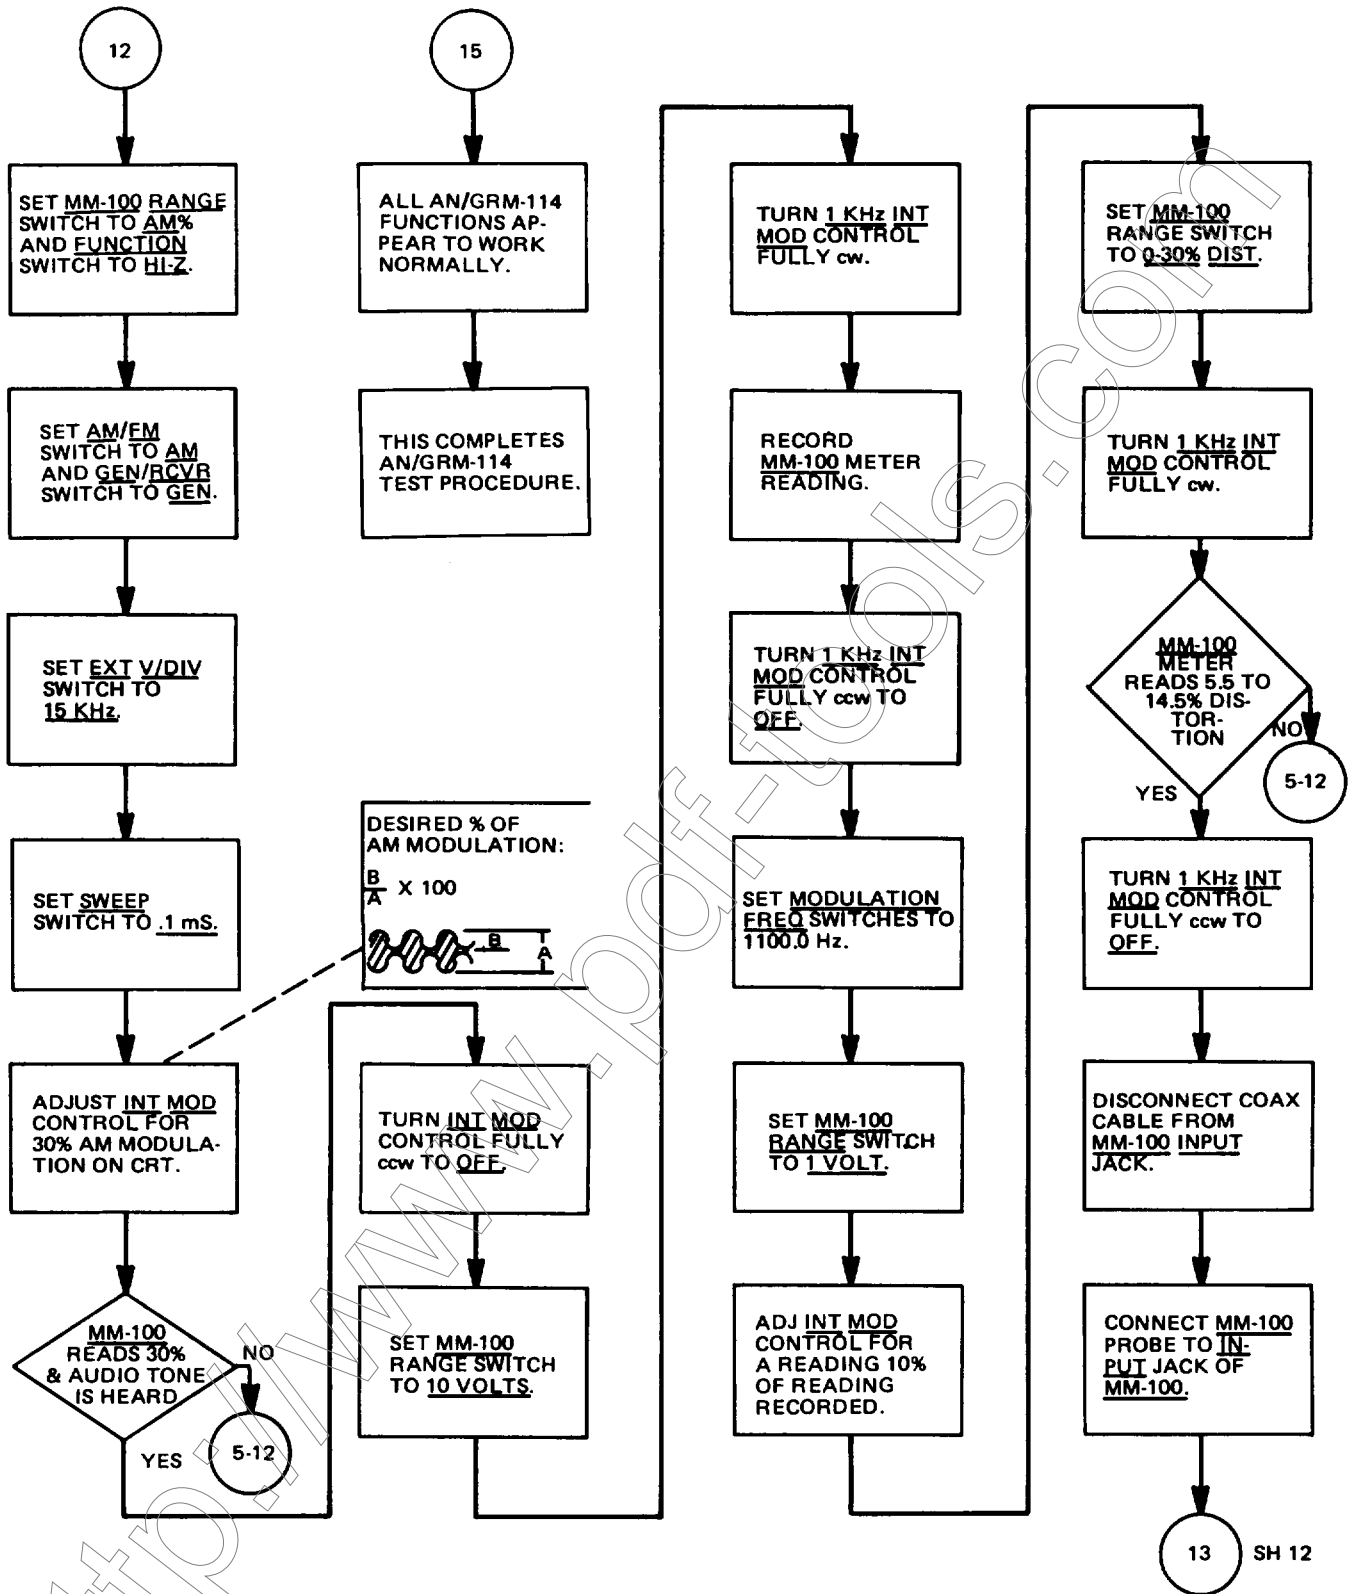 12
SET MM-100 RANGE
SWITCH TO AM%
AND FUNCTION
SWITCH TO HI-Z.
SET AM/FM
SWITCH TO AM
AND GEN/RCVR
SWITCH TO GEN.
SET EXT V/DIV
SWITCH TO
15 KHz.
SET SWEEP
SWITCH TO .1 mS.
ADJUST INT MOD
CONTROL FOR
30% AM MODULA-
TION ON CRT.
MM-100
READS 30%
& AUDIO TONE
IS HEARD
NO
5-12
YES
15
ALL AN/GRM-114
FUNCTIONS AP-
PEAR TO WORK
NORMALLY.
THIS COMPLETES
AN/GRM-114
TEST PROCEDURE.
DESIRED % OF
AM MODULATION:
B
A X 100
B
A
TURN INT MOD
CONTROL FULLY
ccw TO OFF.
SET MM-100
RANGE SWITCH
TO 10 VOLTS.
TURN 1 KHz INT
MOD CONTROL
FULLY cw.
RECORD
MM-100 METER
READING.
TURN 1 KHz INT
MOD CONTROL
FULLY ccw TO
OFF.
SET MODULATION
FREQ SWITCHES TO
1100.0 Hz.
SET MM-100
RANGE SWITCH
TO 1 VOLT.
ADJ INT MOD
CONTROL FOR
A READING 10%
OF READING
RECORDED.
SET MM-100
RANGE SWITCH
TO 0-30% DIST.
TURN 1 KHz INT
MOD CONTROL
FULLY cw.
MM-100
METER
READS 5.5 TO
14.5% DIS-
TOR-
TION
NO
5-12
YES
TURN 1 KHz INT
MOD CONTROL
FULLY ccw TO
OFF.
DISCONNECT COAX
CABLE FROM
MM-100 INPUT
JACK.
CONNECT MM-100
PROBE TO IN-
PUT JACK OF
MM-100.
13 SH 12
ttp://www.pdf-tools.com